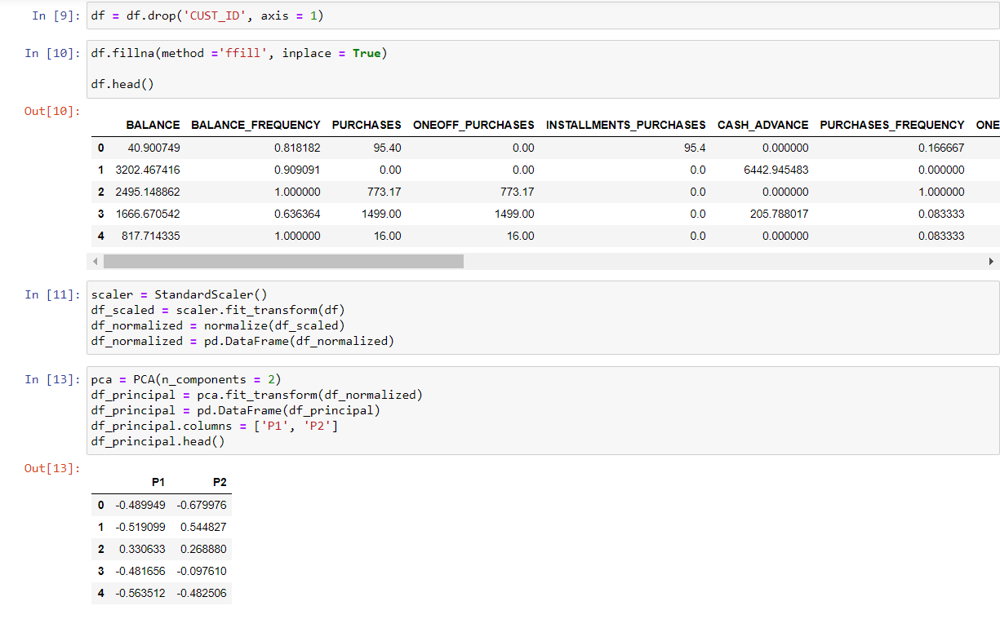 In [9]: df = df.drop('CUST_ID', axis = 1)
In [10]: df.fillna(method ='ffill', inplace = True)
df.head()
Out[10]:
BALANCE BALANCE_FREQUENCY PURCHASES ONEOFF_PURCHASES INSTALLMENTS_PURCHASES CASH_ADVANCE PURCHASES_FREQUENCY ONE
0 40.900749 0.818182 95.40 0.00 95.4 0.000000 0.166667
1 3202.467416 0.909091 0.00 0.00 0.0 6442.945483 0.000000
2 2495.148862 1.000000 773.17 773.17 0.0 0.000000 1.000000
3 1666.670542 0.636364 1499.00 1499.00 0.0 205.788017 0.083333
4 817.714335 1.000000 16.00 16.00 0.0 0.000000 0.083333
In [11]: scaler = StandardScaler()
df_scaled = scaler.fit_transform(df)
df_normalized = normalize(df_scaled)
df_normalized = pd.DataFrame(df_normalized)
In [13]: pca = PCA(n_components = 2)
df_principal = pca.fit_transform(df_normalized)
df_principal = pd.DataFrame(df_principal)
df_principal.columns = ['P1', 'P2']
df_principal.head()
Out[13]:
P1 P2
0 -0.489949 -0.679976
1 -0.519099 0.544827
2 0.330633 0.268880
3 -0.481656 -0.097610
4 -0.563512 -0.482506